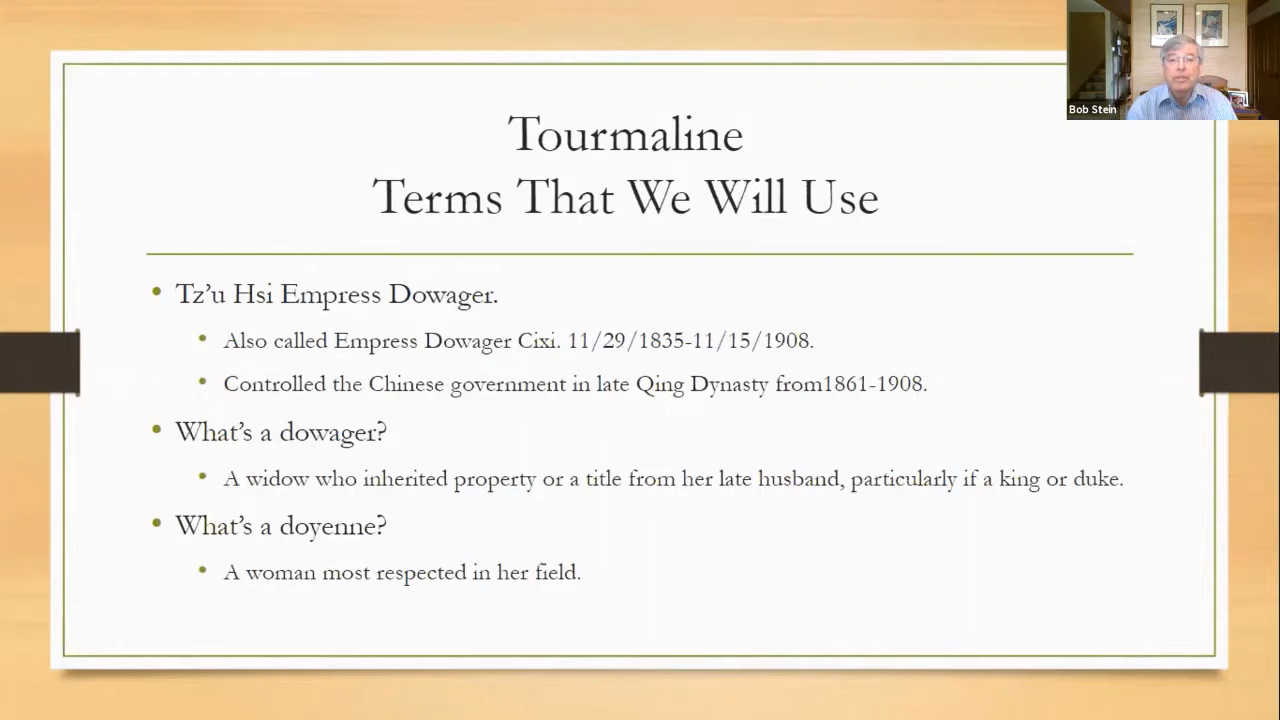 Bob Stein
Tourmaline
Terms That We Will Use
• Tz’u Hsi Empress Dowager.
• Also called Empress Dowager Cixi. 11/29/1835-11/15/1908.
• Controlled the Chinese government in late Qing Dynasty from1861-1908.
• What’s a dowager?
• A widow who inherited property or a title from her late husband, particularly if a king or duke.
• What’s a doyenne?
• A woman most respected in her field.